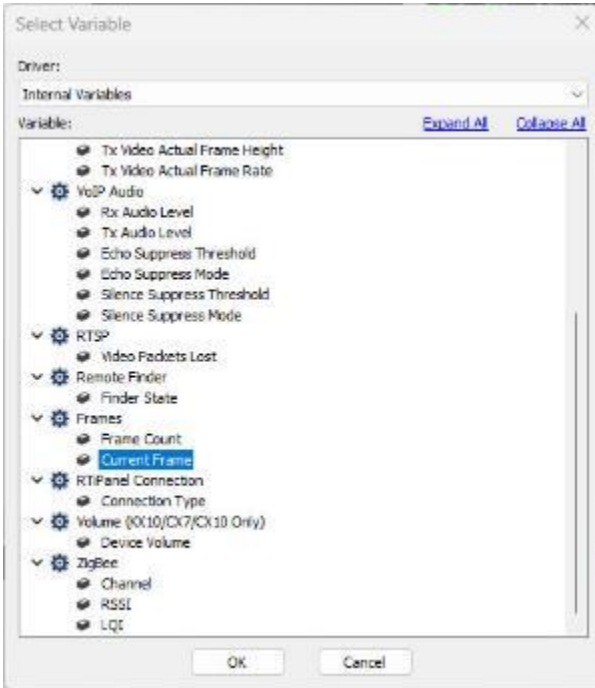 Select Variable
Driver:
Internal Variables
Variable: Expand All Collapse All
Tx Video Actual Frame Height
Tx Video Actual Frame Rate
VoIP Audio
Rx Audio Level
Tx Audio Level
Echo Suppress Threshold
Echo Suppress Mode
Silence Suppress Threshold
Silence Suppress Mode
RTSP
Video Packets Lost
Remote Finder
Finder State
Frames
Frame Count
Current Frame
RTiPanel Connection
Connection Type
Volume (KX10/CX7/CX10 Only)
Device Volume
ZigBee
Channel
RSSI
LQI
OK Cancel